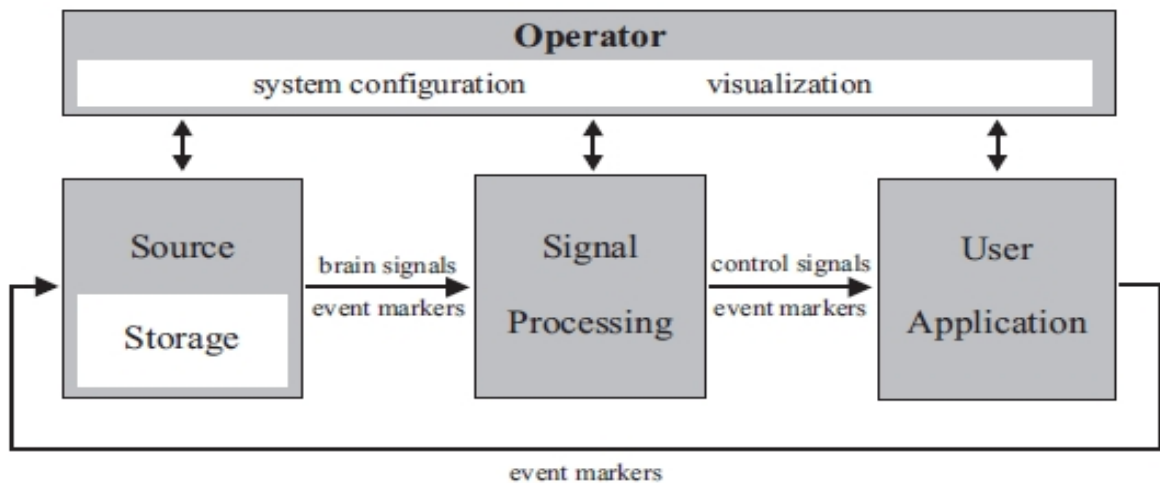 Operator
system configuration visualization
Source
Storage
brain signals
event markers
Signal
Processing
control signals
event markers
User
Application
event markers